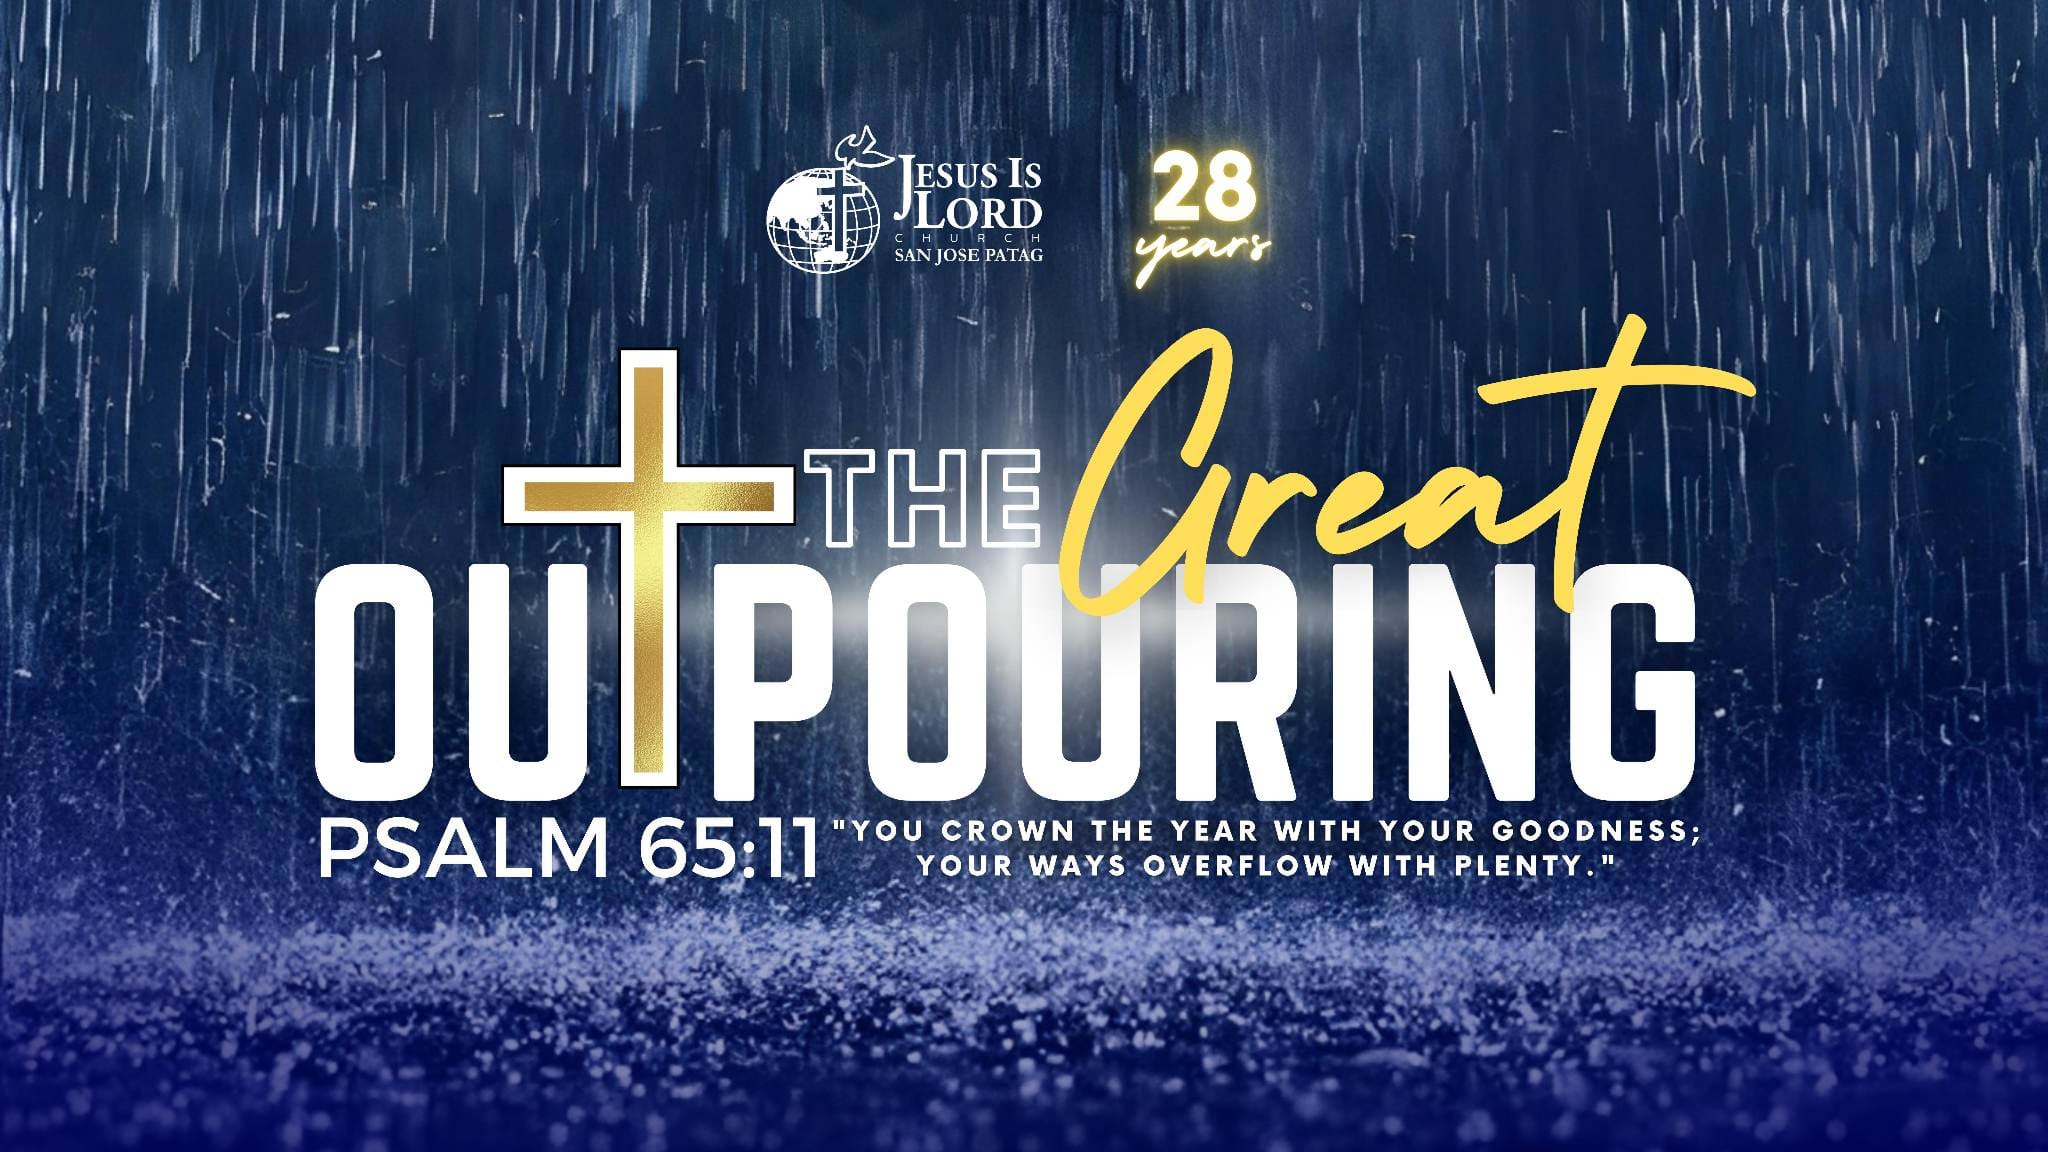 JESUS IS
LORD
CHURCH
SAN JOSE PATAG
28
years
THE Great
OUTPOURING
PSALM 65:11
"YOU CROWN THE YEAR WITH YOUR GOODNESS;
YOUR WAYS OVERFLOW WITH PLENTY."